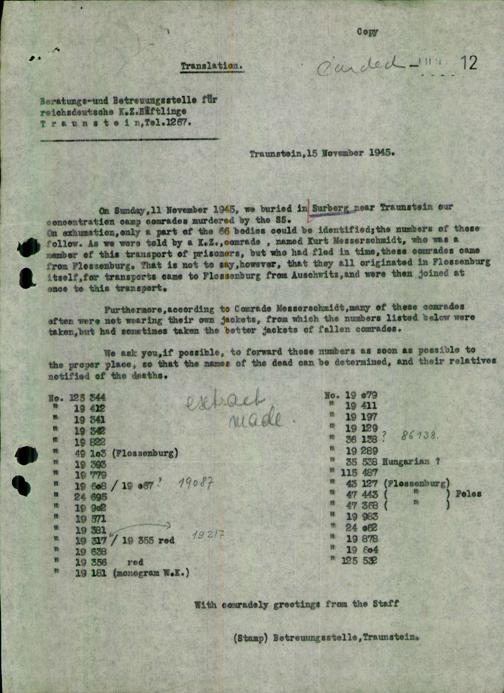 Copy
Translation.
Carded
12
Beratungs-und Betreuungsstelle für
reichsdeutsche K.Z.Häftlinge
T r a u n s t e i n,Tel.1267.
Traunstein,15 November 1945.
On Sunday,11 November 1945, we buried in Surberg near Traunstein our
concentration camp comrades murdered by the SS.
On exhumation,only a part of the 66 bodies could be identified;the numbers of these
follow. As we were told by a K.Z.,comrade , named Kurt Messerschmidt, who was a
member of this transport of prisoners, but who had fled in time,these comrades came
from Flossenburg. That is not to say,however, that they all originated in Flossenburg
itself,for transports came to Flossenburg from Auschwitz,and were then joined at
once to this transport.
Furthermore,according to Comrade Messerschmidt,many of these comrades
often were not wearing their own jackets, from which the numbers listed below were
taken,but had sometimes taken the better jackets of fallen comrades.
We ask you,if possible, to forward these numbers as soon as possible to
the proper place, so that the names of the dead can be determined, and their relatives
notified of the deaths.
extract
made.
No. 125 344
" 19 412
" 19 341
" 19 342
" 19 822
" 49 1o3 (Flossenburg)
" 19 393
" 19 779
" 19 6o8 / 19 o87 ? 19087
" 24 695
" 19 9o2
" 19 871
" 19 381
" 19 317 / 19 355 red 19217
" 19 638
" 19 356 red
" 19 181 (monogram W.K.)
No. 19 o79
" 19 411
" 19 197
" 19 129
" 36 138 ? 86138.
" 19 289
" 35 538 Hungarian ?
" 115 487
" 43 127 (Flossenburg)
" 47 443 ( " ) Poles
" 47 368 ( " )
" 19 983
" 24 o62
" 19 878
" 19 8o4
" 125 532
With comradely greetings from the Staff
(Stamp) Betreuungsstelle,Traunstein.